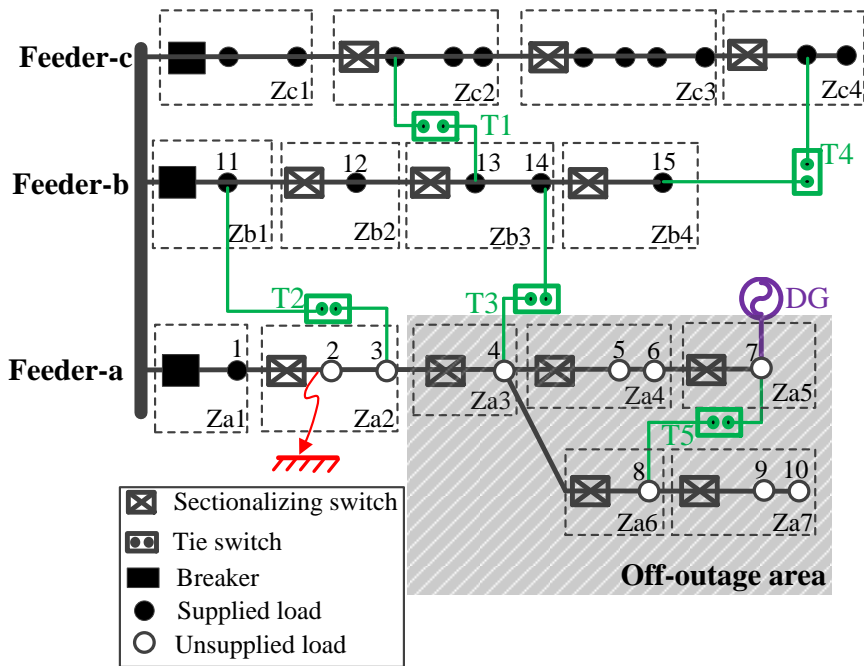 Feeder-c
Zc1
Zc2
Zc3
Zc4
T1
T4
Feeder-b
11
12
13
14
15
Zb1
Zb2
Zb3
Zb4
T2
T3
DG
Feeder-a
1
2
3
4
5
6
7
Za1
Za2
Za3
Za4
Za5
T5
8
9
10
Za6
Za7
Off-outage area
Sectionalizing switch
Tie switch
Breaker
Supplied load
Unsupplied load